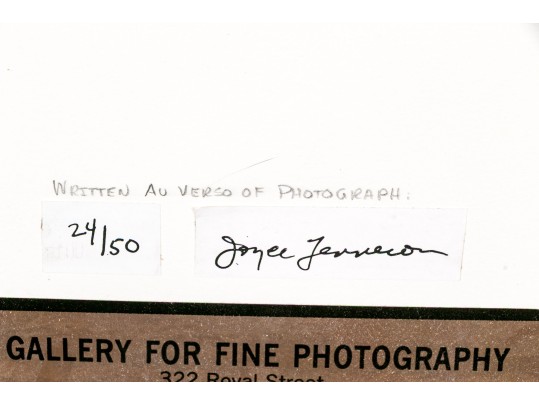 WRITTEN AU VERSO OF PHOTOGRAPH:
24/50 Joyce Tenneson
GALLERY FOR FINE PHOTOGRAPHY
322 Royal Street